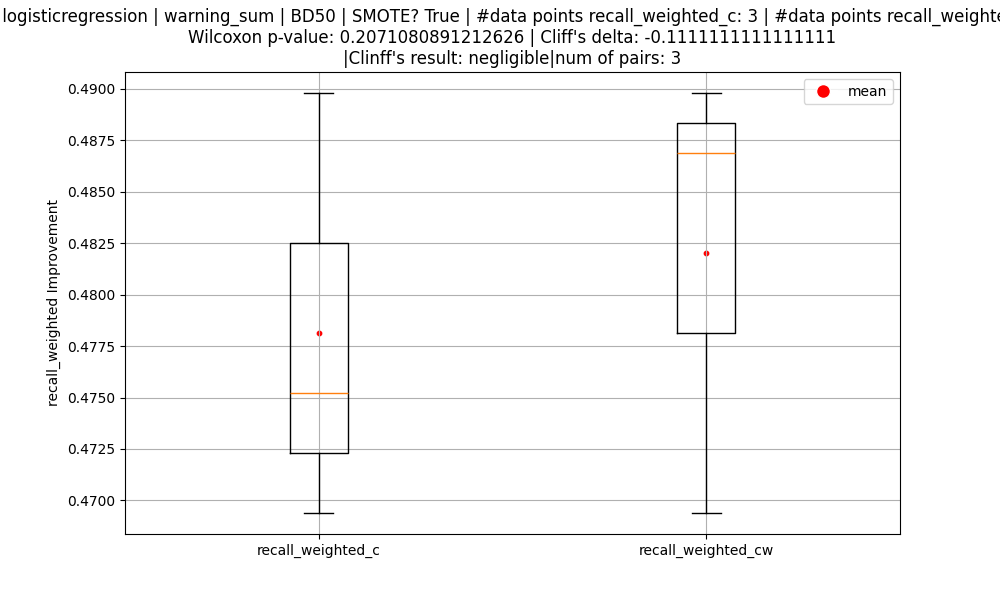 logisticregression | warning_sum | BD50 | SMOTE? True | #data points recall_weighted_c: 3 | #data points
Wilcoxon p-value: 0.2071080891212626 | Cliff's delta: -0.1111111111111111
|Clinff's result: negligible|num of pairs: 3
mean
0.4900
0.4875
0.4850
0.4825
0.4800
0.4775
0.4750
0.4725
0.4700
recall_weighted Improvement
recall_weighted_c
recall_weighted_cw